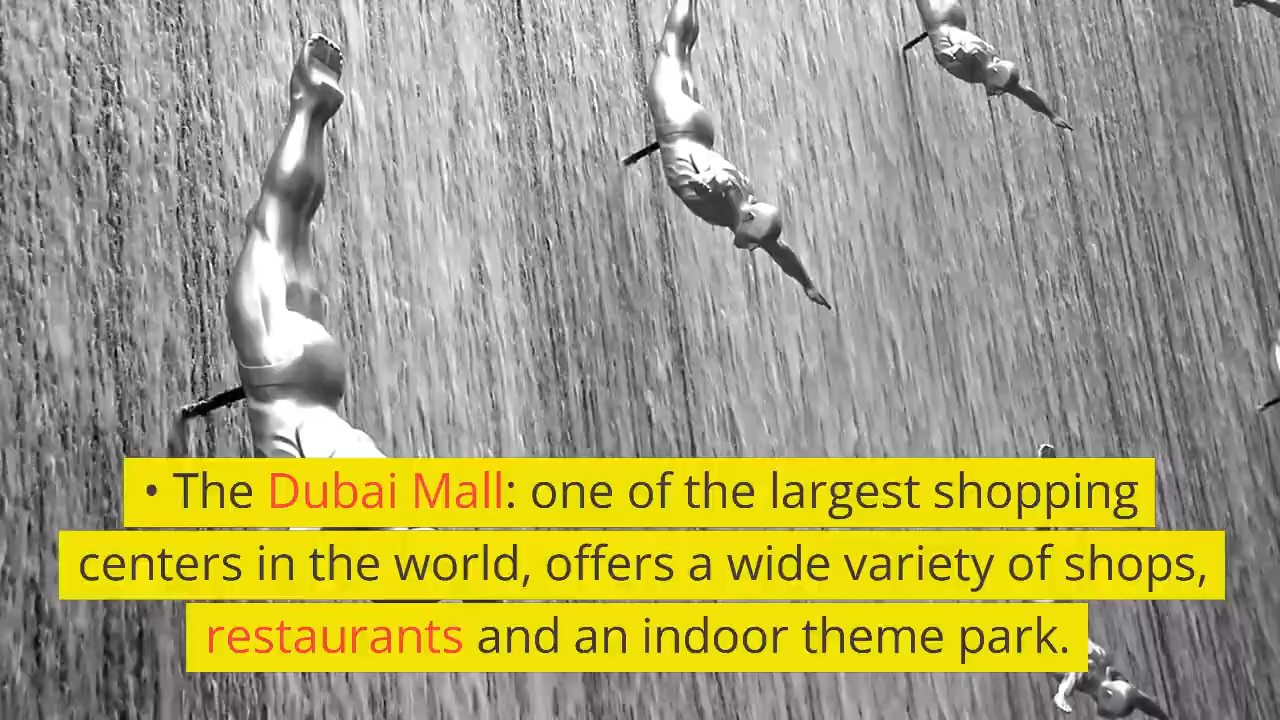 • The Dubai Mall: one of the largest shopping
centers in the world, offers a wide variety of shops,
restaurants and an indoor theme park.